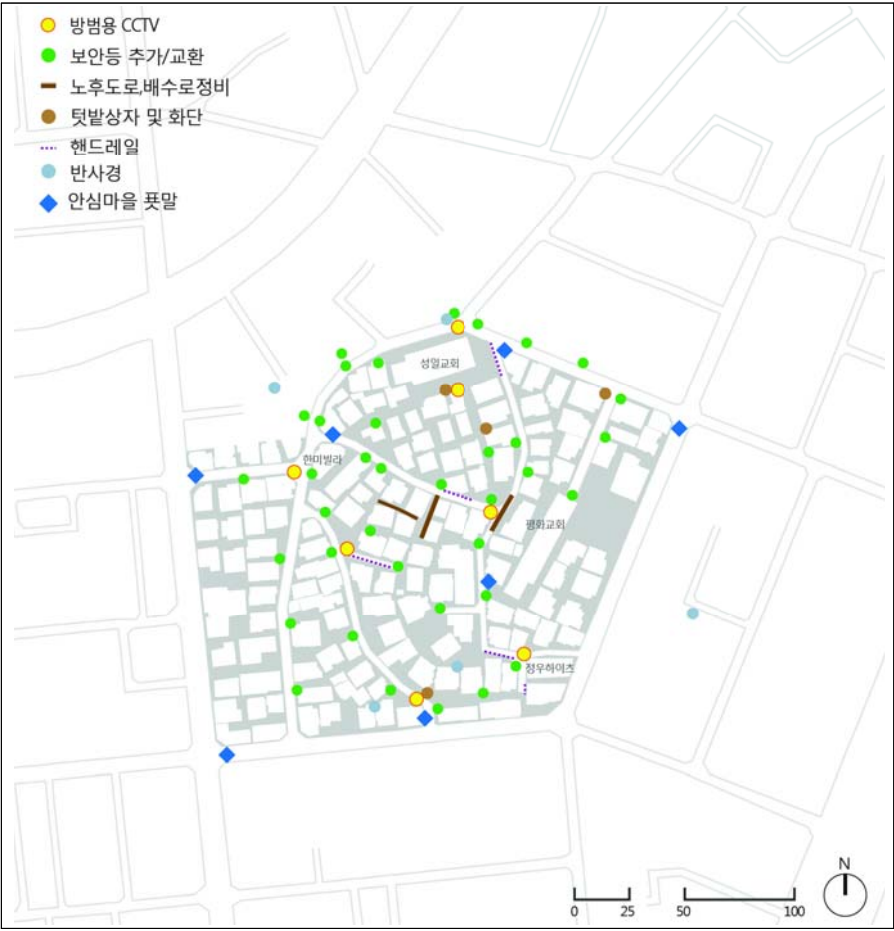 방범용 CCTV
보안등 추가/교환
노후도로,배수로정비
텃밭상자 및 화단
핸드레일
반사경
안심마을 푯말
성일교회
한미빌라
평화교회
정우하이츠
N
0 25 50 100